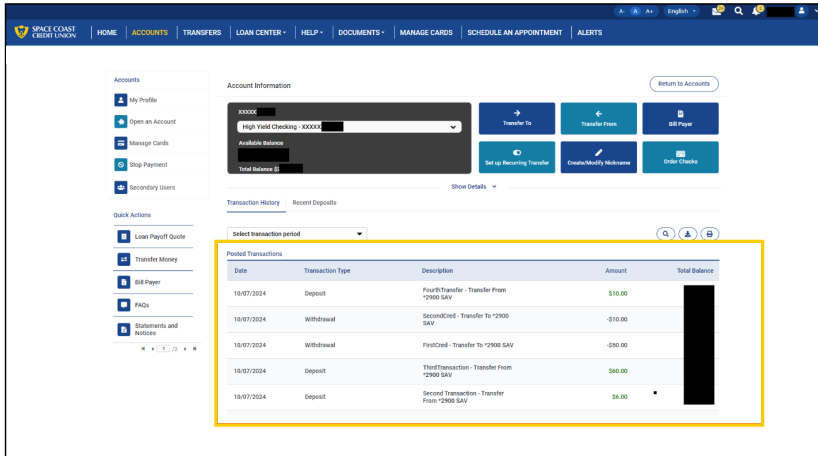 A- A A+ English
SPACE COAST
CREDIT UNION
HOME ACCOUNTS TRANSFERS LOAN CENTER HELP DOCUMENTS MANAGE CARDS SCHEDULE AN APPOINTMENT ALERTS
Accounts
My Profile
Open an Account
Manage Cards
Stop Payment
Secondary Users
Quick Actions
Loan Payoff Quote
Transfer Money
Bill Payer
FAQs
Statements and
Notices
1 /2
Account Information
Return to Accounts
XXXXX
High Yield Checking - XXXXX
Available Balance
Total Balance $
Transfer To
Transfer From
Bill Payer
Set up Recurring Transfer
Create/Modify Nickname
Order Checks
Show Details
Transaction History Recent Deposits
Select transaction period
Posted Transactions
Date Transaction Type Description Amount Total Balance
10/07/2024 Deposit FourthTransfer - Transfer From
*2900 SAV $10.00
10/07/2024 Withdrawal SecondCred - Transfer To *2900
SAV -$10.00
10/07/2024 Withdrawal FirstCred - Transfer To *2900 SAV -$50.00
10/07/2024 Deposit ThirdTransaction - Transfer From
*2900 SAV $60.00
10/07/2024 Deposit Second Transaction - Transfer
From *2900 SAV $6.00